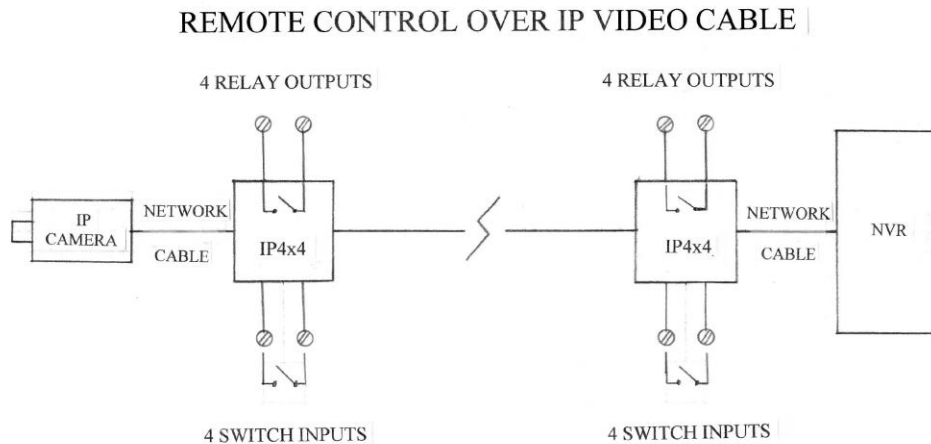 REMOTE CONTROL OVER IP VIDEO CABLE
4 RELAY OUTPUTS
4 RELAY OUTPUTS
IP
CAMERA
NETWORK
CABLE
IP4x4
IP4x4
NETWORK
CABLE
NVR
4 SWITCH INPUTS
4 SWITCH INPUTS